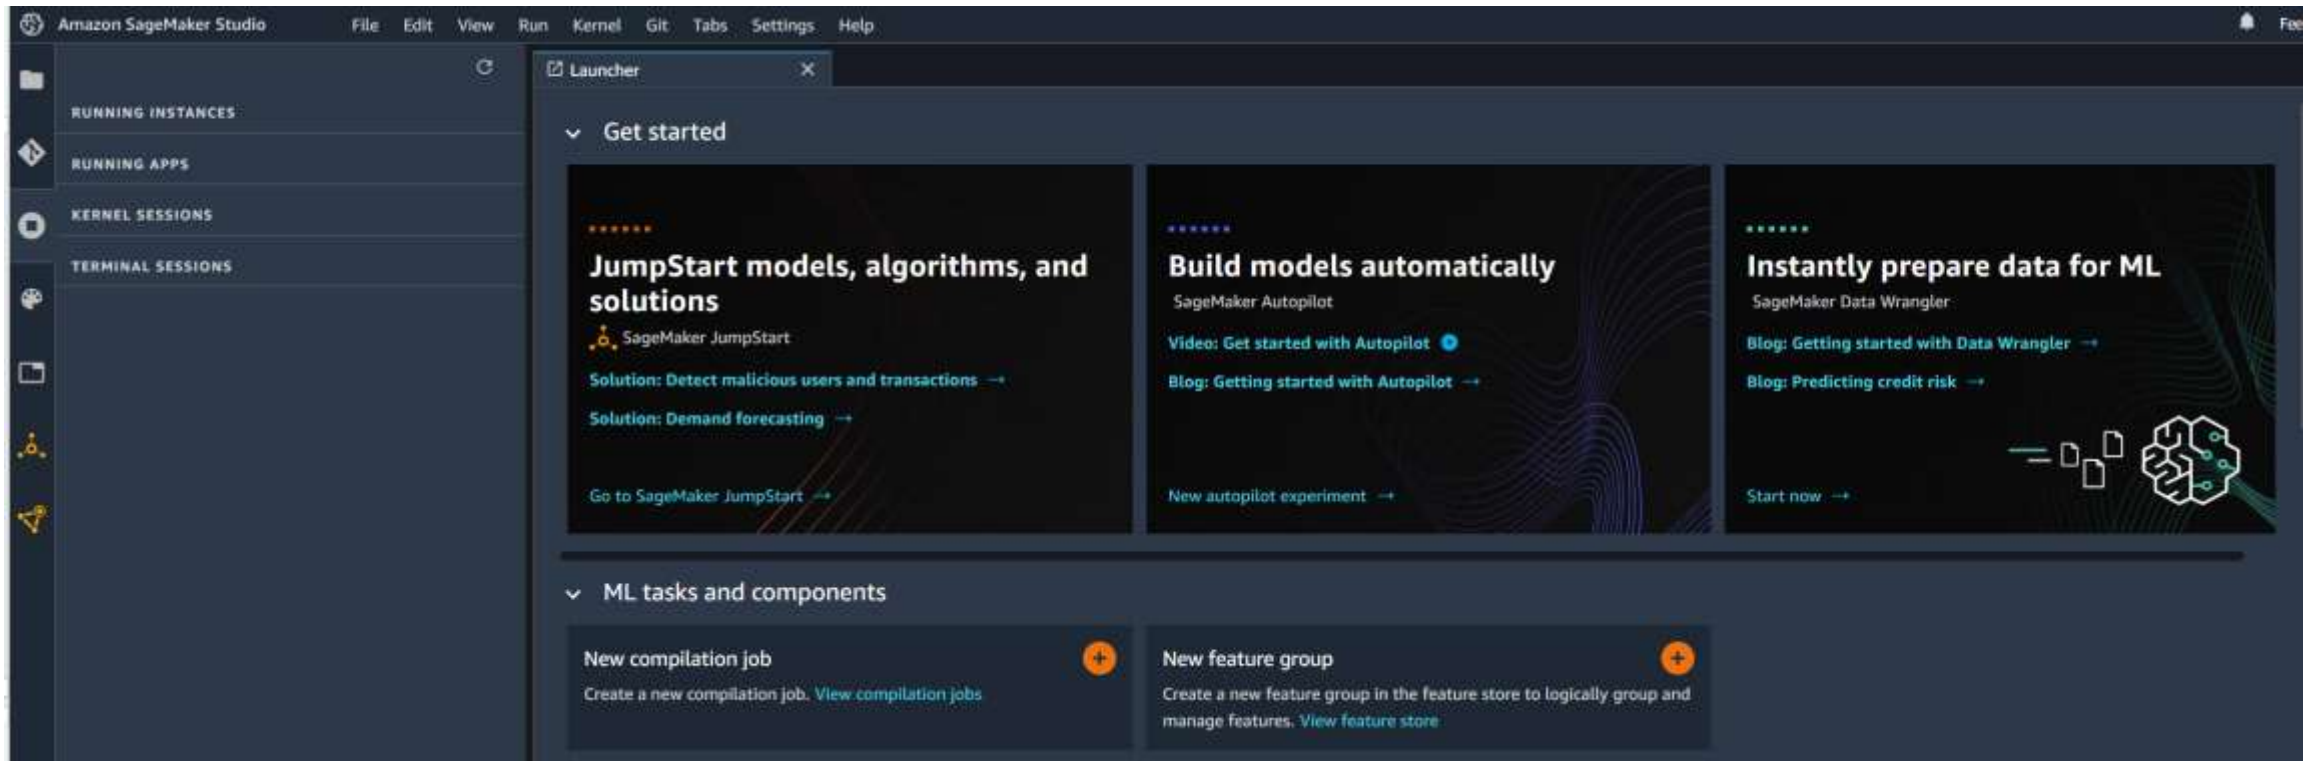 Amazon SageMaker Studio File Edit View Run Kernel Git Tabs Settings Help
RUNNING INSTANCES
RUNNING APPS
KERNEL SESSIONS
TERMINAL SESSIONS
Launcher
Get started
JumpStart models, algorithms, and
solutions
SageMaker JumpStart
Solution: Detect malicious users and transactions →
Solution: Demand forecasting →
Go to SageMaker JumpStart →
Build models automatically
SageMaker Autopilot
Video: Get started with Autopilot
Blog: Getting started with Autopilot →
New autopilot experiment →
Instantly prepare data for ML
SageMaker Data Wrangler
Blog: Getting started with Data Wrangler →
Blog: Predicting credit risk →
Start now →
ML tasks and components
New compilation job
Create a new compilation job. View compilation jobs
New feature group
Create a new feature group in the feature store to logically group and
manage features. View feature store